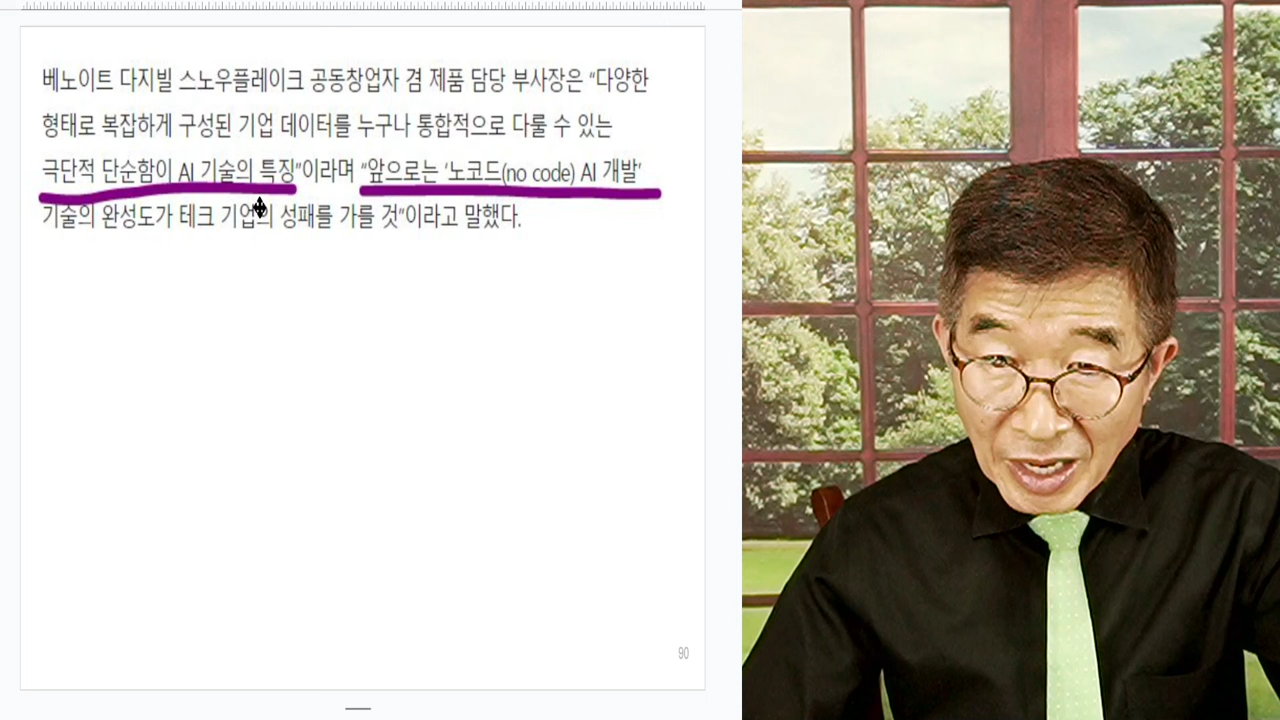 베노이트 다지빌 스노우플레이크 공동창업자 겸 제품 담당 부사장은 “다양한
형태로 복잡하게 구성된 기업 데이터를 누구나 통합적으로 다룰 수 있는
극단적 단순함이 AI 기술의 특징”이라며 “앞으로는 ‘노코드(no code) AI 개발’
기술의 완성도가 테크 기업의 성패를 가를 것”이라고 말했다.
90